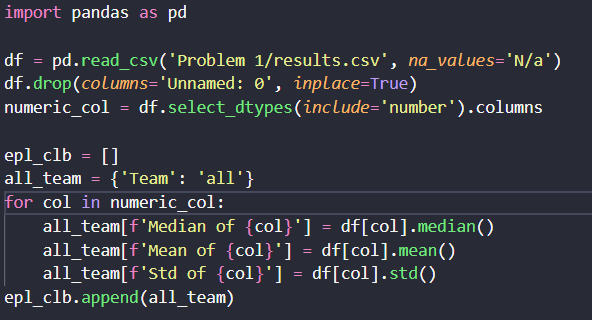 import pandas as pd
df = pd.read_csv('Problem 1/results.csv', na_values='N/a')
df.drop(columns='Unnamed: 0', inplace=True)
numeric_col = df.select_dtypes(include='number').columns
epl_clb = []
all_team = {'Team': 'all'}
for col in numeric_col:
    all_team[f'Median of {col}'] = df[col].median()
    all_team[f'Mean of {col}'] = df[col].mean()
    all_team[f'Std of {col}'] = df[col].std()
epl_clb.append(all_team)